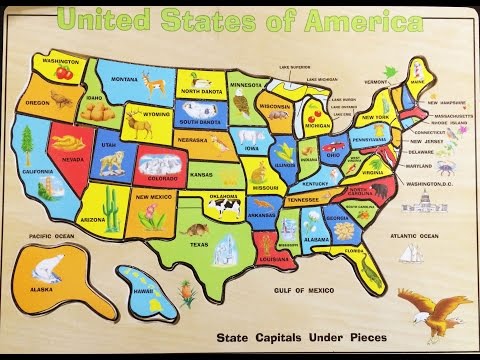 United States of America
WASHINGTON
MONTANA
NORTH DAKOTA
MINNESOTA
LAKE SUPERIOR
LAKE MICHIGAN
LAKE HURON
LAKE ONTARIO
LAKE ERIE
VERMONT
MAINE
NEW HAMPSHIRE
MASSACHUSETTS
RHODE ISLAND
CONNECTICUT
NEW JERSEY
DELAWARE
MARYLAND
WASHINGTON, D.C.
OREGON
IDAHO
WYOMING
SOUTH DAKOTA
WISCONSIN
MICHIGAN
NEW YORK
PENNSYLVANIA
NEBRASKA
IOWA
ILLINOIS
INDIANA
OHIO
WEST VIRGINIA
VIRGINIA
CALIFORNIA
NEVADA
UTAH
COLORADO
KANSAS
MISSOURI
KENTUCKY
ARIZONA
NEW MEXICO
OKLAHOMA
ARKANSAS
TENNESSEE
NORTH CAROLINA
SOUTH CAROLINA
TEXAS
LOUISIANA
MISSISSIPPI
ALABAMA
GEORGIA
FLORIDA
PACIFIC OCEAN
ATLANTIC OCEAN
ALASKA
HAWAII
GULF OF MEXICO
State Capitals Under Pieces